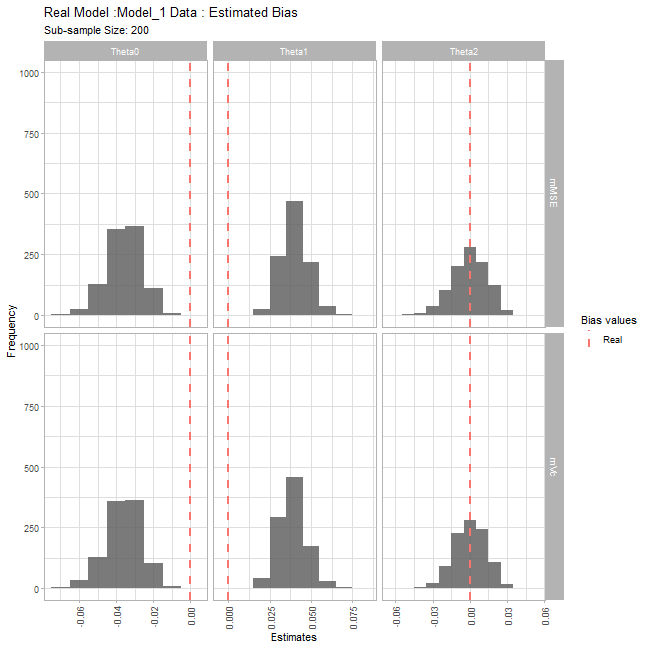 Real Model :Model_1 Data : Estimated Bias
Sub-sample Size: 200
Theta0 Theta1 Theta2
1000
750
500
250
0
mMSE
1000
750
500
250
0
mVc
Frequency
-0.06 -0.04 -0.02 0.00 0.000 0.025 0.050 0.075 -0.06 -0.03 0.00 0.03 0.06
Estimates
Bias values
Real